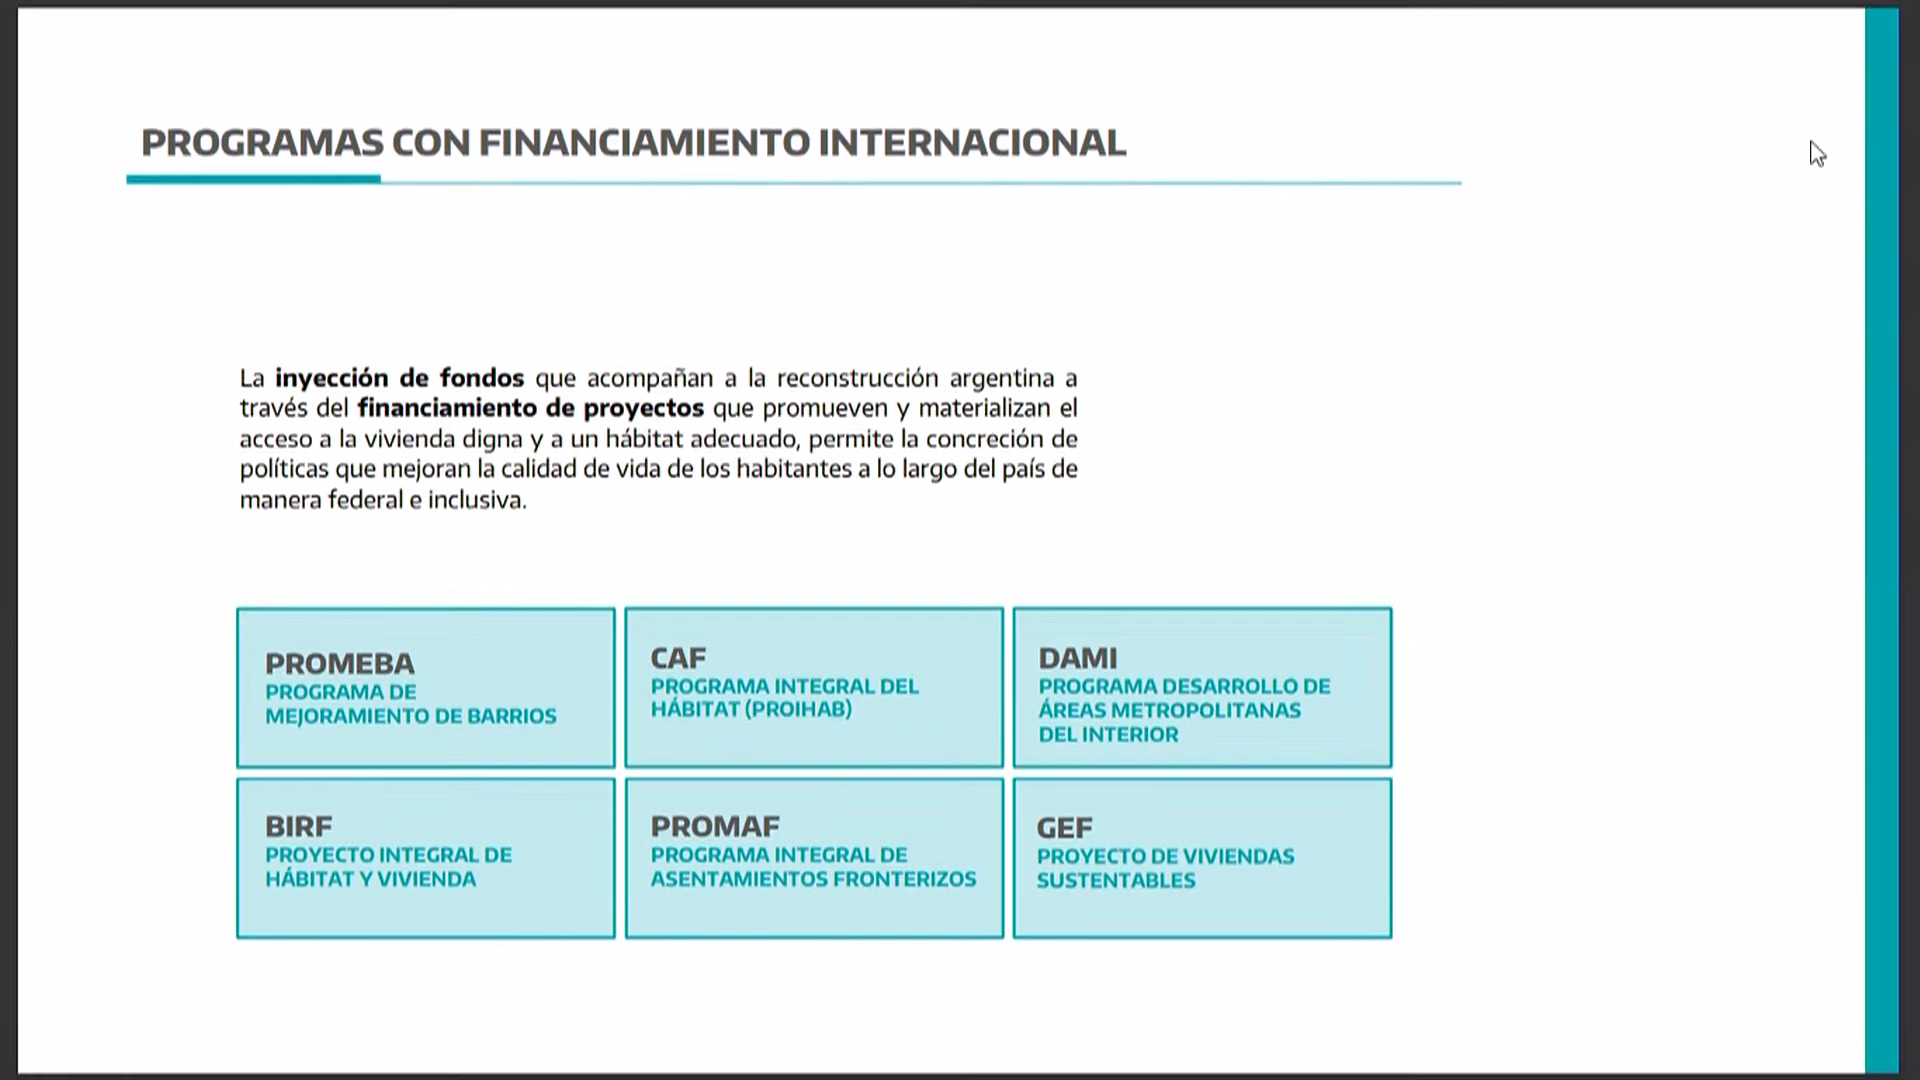 PROGRAMAS CON FINANCIAMIENTO INTERNACIONAL
La inyección de fondos que acompañan a la reconstrucción argentina a
través del financiamiento de proyectos que promueven y materializan el
acceso a la vivienda digna y a un hábitat adecuado, permite la concreción de
políticas que mejoran la calidad de vida de los habitantes a lo largo del país de
manera federal e inclusiva.
PROMEBA
PROGRAMA DE
MEJORAMIENTO DE BARRIOS
CAF
PROGRAMA INTEGRAL DEL
HÁBITAT (PROIHAB)
DAMI
PROGRAMA DESARROLLO DE
ÁREAS METROPOLITANAS
DEL INTERIOR
BIRF
PROYECTO INTEGRAL DE
HÁBITAT Y VIVIENDA
PROMAF
PROGRAMA INTEGRAL DE
ASENTAMIENTOS FRONTERIZOS
GEF
PROYECTO DE VIVIENDAS
SUSTENTABLES